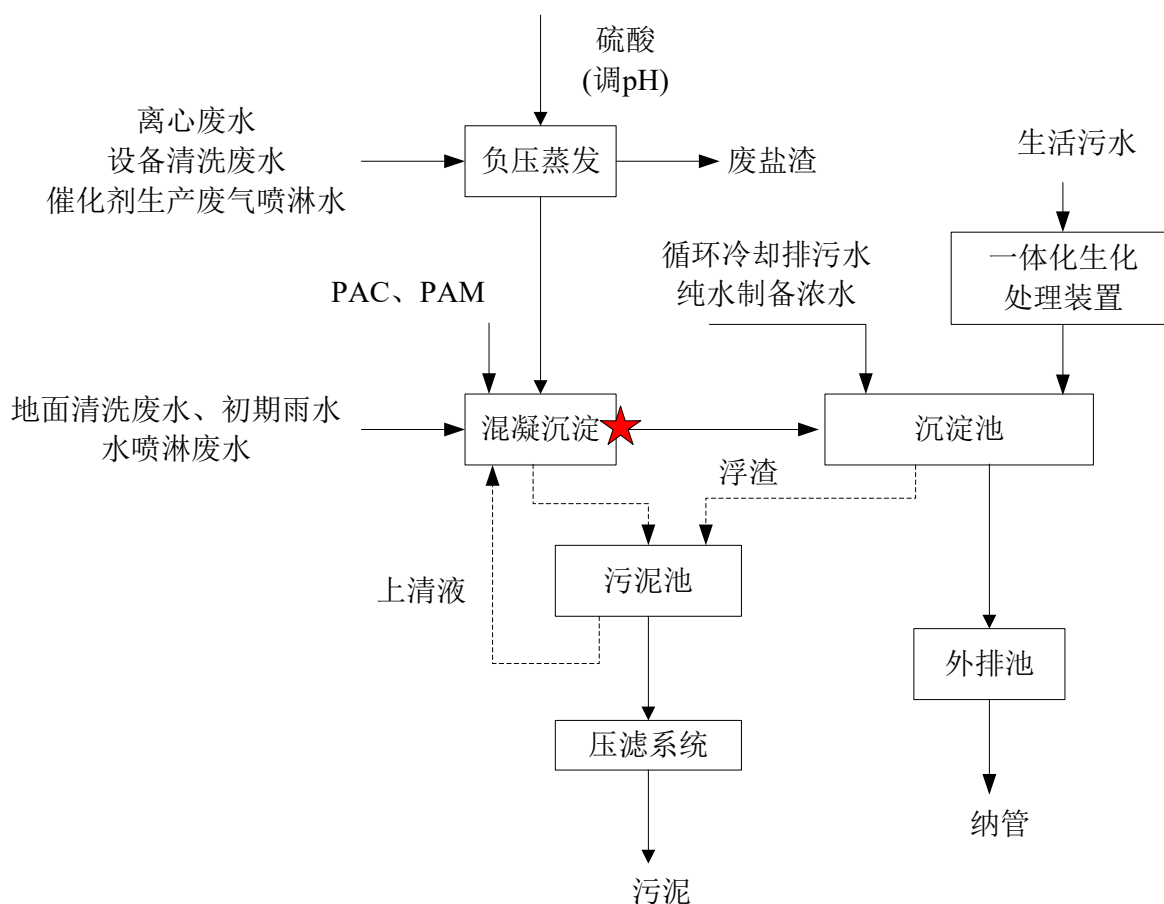 硫酸
(调pH)
离心废水
设备清洗废水
催化剂生产废气喷淋水
负压蒸发
废盐渣
生活污水
循环冷却排污水
纯水制备浓水
一体化生化
处理装置
PAC、PAM
地面清洗废水、初期雨水
水喷淋废水
混凝沉淀
沉淀池
浮渣
上清液
污泥池
外排池
压滤系统
纳管
污泥